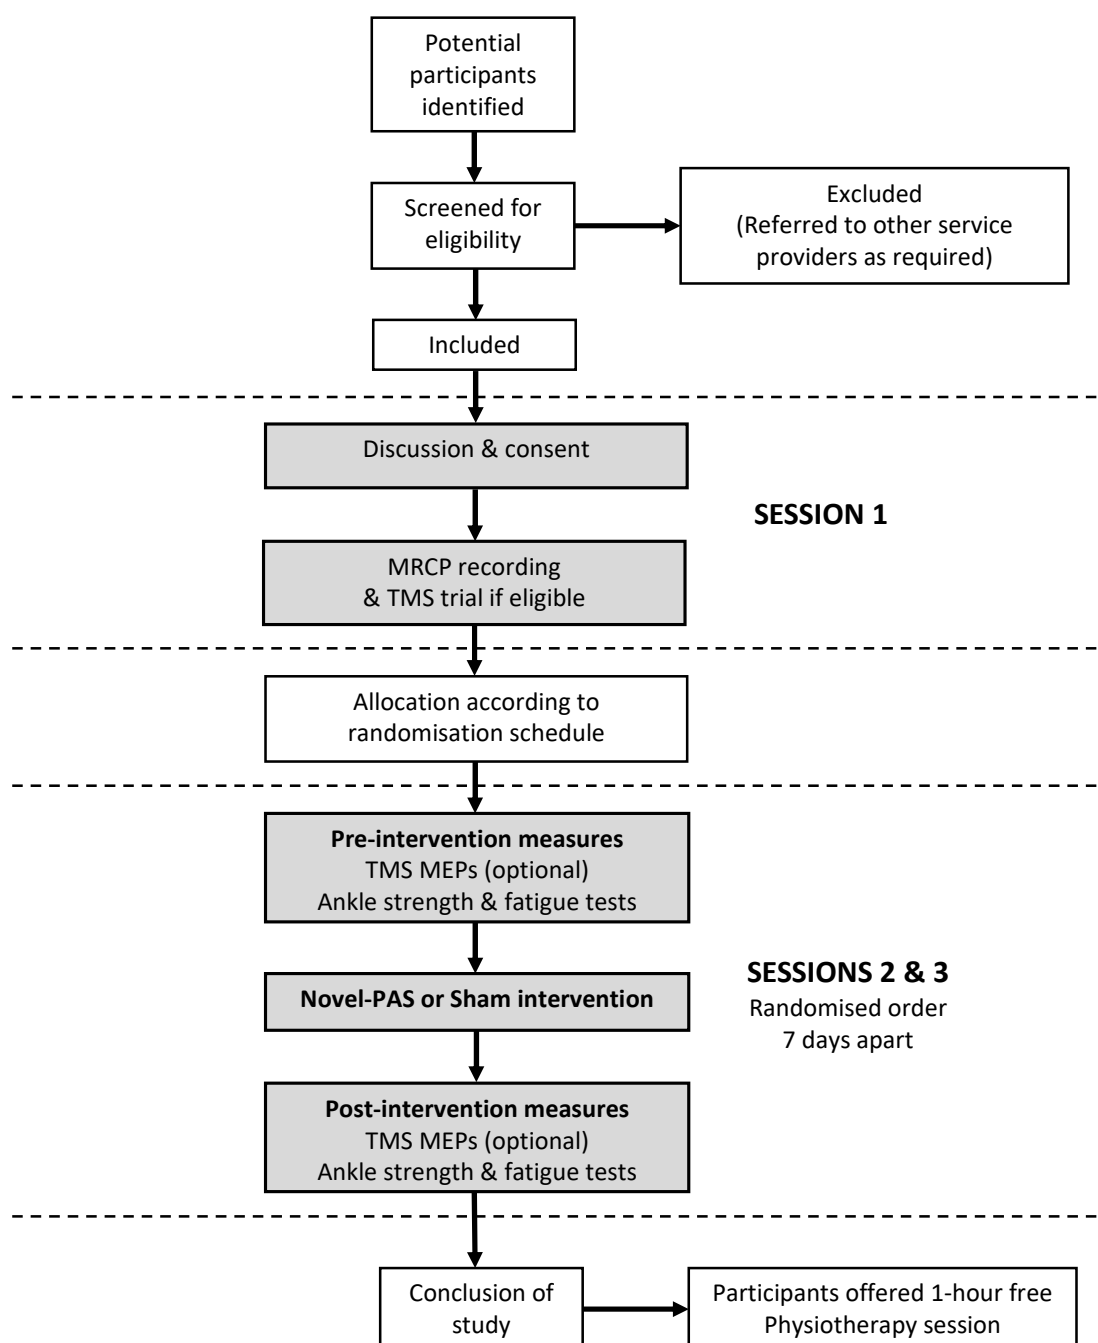 Potential
participants
identified
Screened for
eligibility
Excluded
(Referred to other service
providers as required)
Included
Discussion & consent
SESSION 1
MRCP recording
& TMS trial if eligible
Allocation according to
randomisation schedule
Pre-intervention measures
TMS MEPs (optional)
Ankle strength & fatigue tests
Novel-PAS or Sham intervention
SESSIONS 2 & 3
Randomised order
7 days apart
Post-intervention measures
TMS MEPs (optional)
Ankle strength & fatigue tests
Conclusion of
study
Participants offered 1-hour free
Physiotherapy session